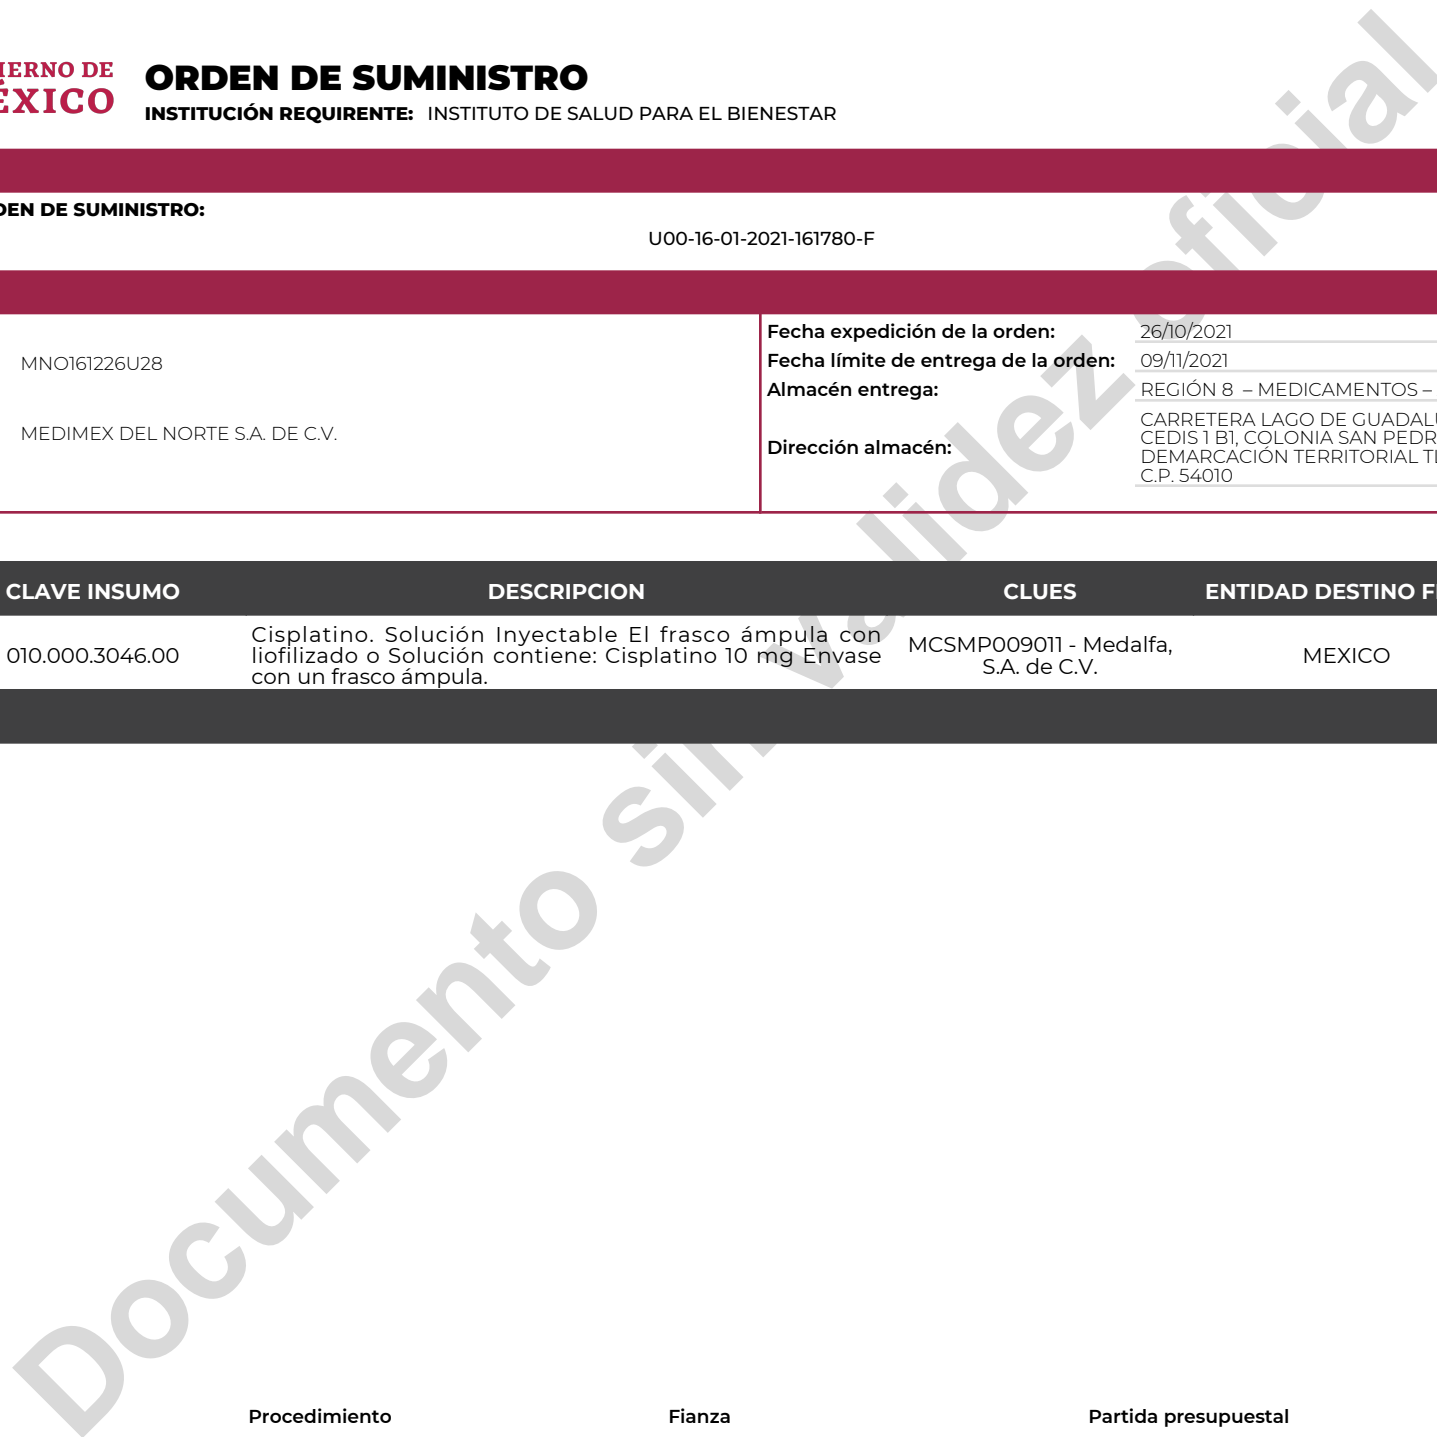 IERNO DE
ÉXICO
ORDEN DE SUMINISTRO
INSTITUCIÓN REQUIRENTE: INSTITUTO DE SALUD PARA EL BIENESTAR
DEN DE SUMINISTRO:
U00-16-01-2021-161780-F
MNO161226U28
MEDIMEX DEL NORTE S.A. DE C.V.
Fecha expedición de la orden: 26/10/2021
Fecha límite de entrega de la orden: 09/11/2021
Almacén entrega: REGIÓN 8 – MEDICAMENTOS –
Dirección almacén:
CARRETERA LAGO DE GUADALU
CEDIS 1 B1, COLONIA SAN PEDR
DEMARCACIÓN TERRITORIAL TL
C.P. 54010
CLAVE INSUMO DESCRIPCION CLUES ENTIDAD DESTINO FI
010.000.3046.00
Cisplatino. Solución Inyectable El frasco ámpula con
liofilizado o Solución contiene: Cisplatino 10 mg Envase
con un frasco ámpula.
MCSMP009011 - Medalfa,
S.A. de C.V.
MEXICO
Documento sin validez oficial
Procedimiento Fianza Partida presupuestal